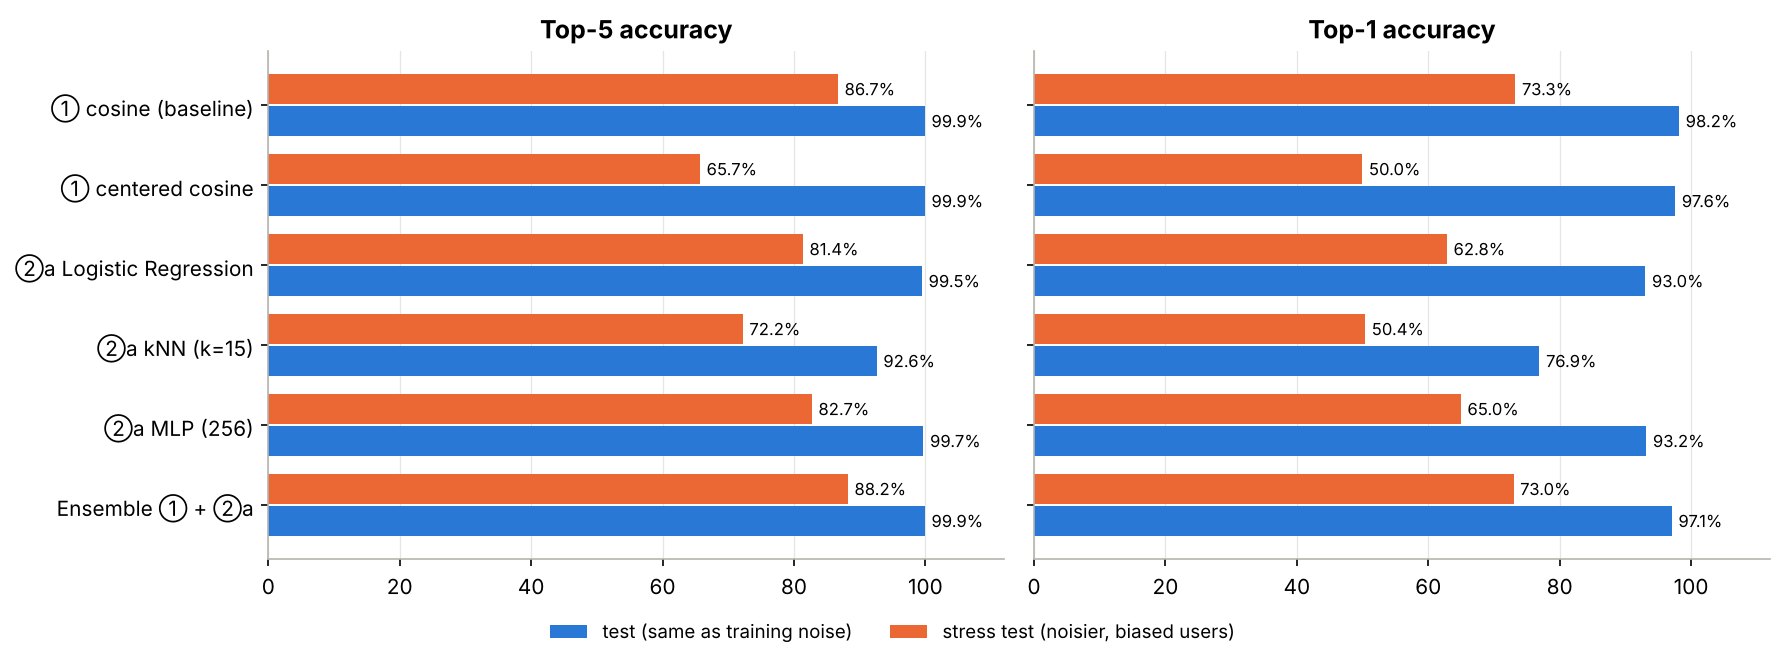 Top-5 accuracy
Top-1 accuracy
① cosine (baseline)
86.7%
99.9%
73.3%
98.2%
① centered cosine
65.7%
99.9%
50.0%
97.6%
②a Logistic Regression
81.4%
99.5%
62.8%
93.0%
②a kNN (k=15)
72.2%
92.6%
50.4%
76.9%
②a MLP (256)
82.7%
99.7%
65.0%
93.2%
Ensemble ① + ②a
88.2%
99.9%
73.0%
97.1%
0 20 40 60 80 100
0 20 40 60 80 100
test (same as training noise)
stress test (noisier, biased users)